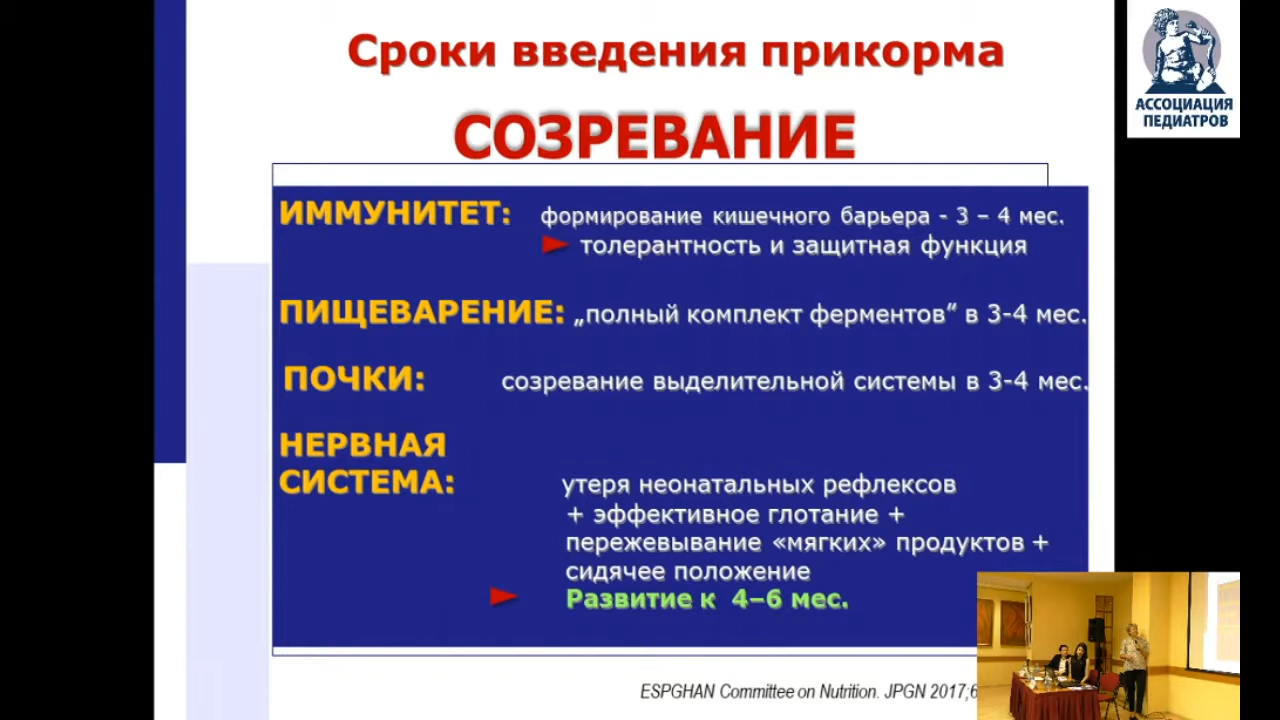 Сроки введения прикорма
СОЗРЕВАНИЕ
АССОЦИАЦИЯ
ПЕДИАТРОВ
ИММУНИТЕТ: формирование кишечного барьера - 3 – 4 мес.
толерантность и защитная функция
ПИЩЕВАРЕНИЕ: „полный комплект ферментов“ в 3-4 мес.
ПОЧКИ: созревание выделительной системы в 3-4 мес.
НЕРВНАЯ
СИСТЕМА: утеря неонатальных рефлексов
+ эффективное глотание +
пережевывание «мягких» продуктов +
сидячее положение
Развитие к 4–6 мес.
ESPGHAN Committee on Nutrition. JPGN 2017;6